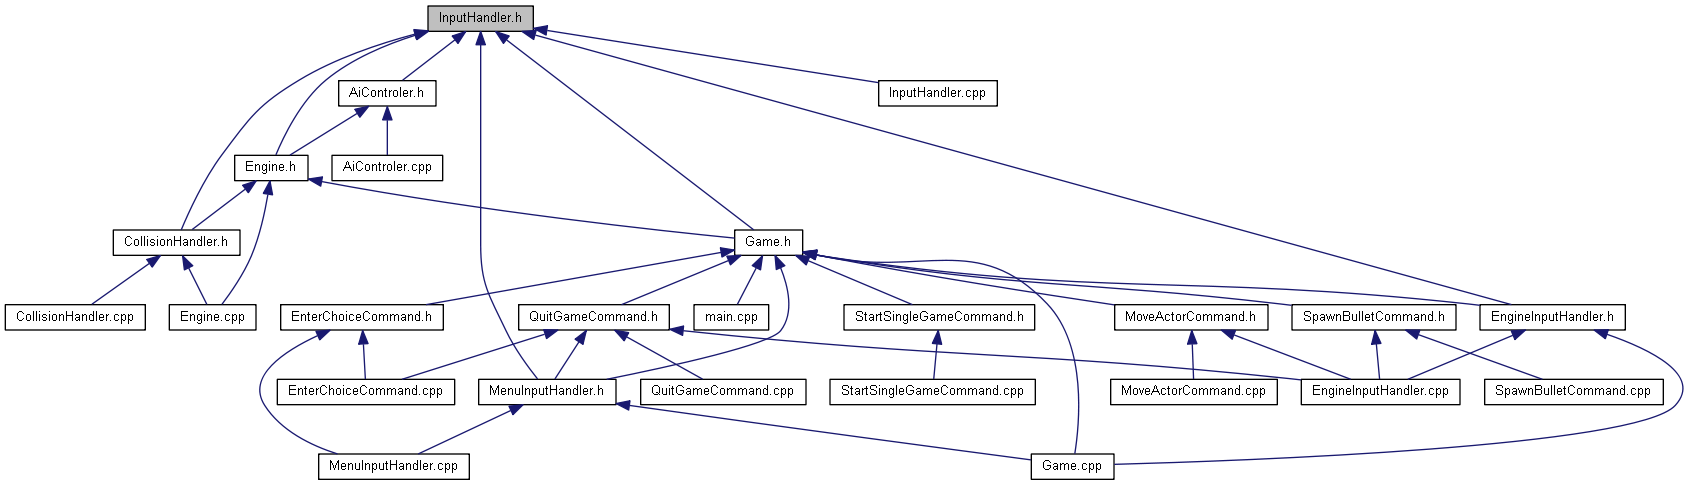 InputHandler.h
AiControler.h
InputHandler.cpp
Engine.h
AiControler.cpp
CollisionHandler.h
Game.h
CollisionHandler.cpp
Engine.cpp
EnterChoiceCommand.h
QuitGameCommand.h
main.cpp
StartSingleGameCommand.h
MoveActorCommand.h
SpawnBulletCommand.h
EngineInputHandler.h
EnterChoiceCommand.cpp
MenuInputHandler.h
QuitGameCommand.cpp
StartSingleGameCommand.cpp
MoveActorCommand.cpp
EngineInputHandler.cpp
SpawnBulletCommand.cpp
MenuInputHandler.cpp
Game.cpp